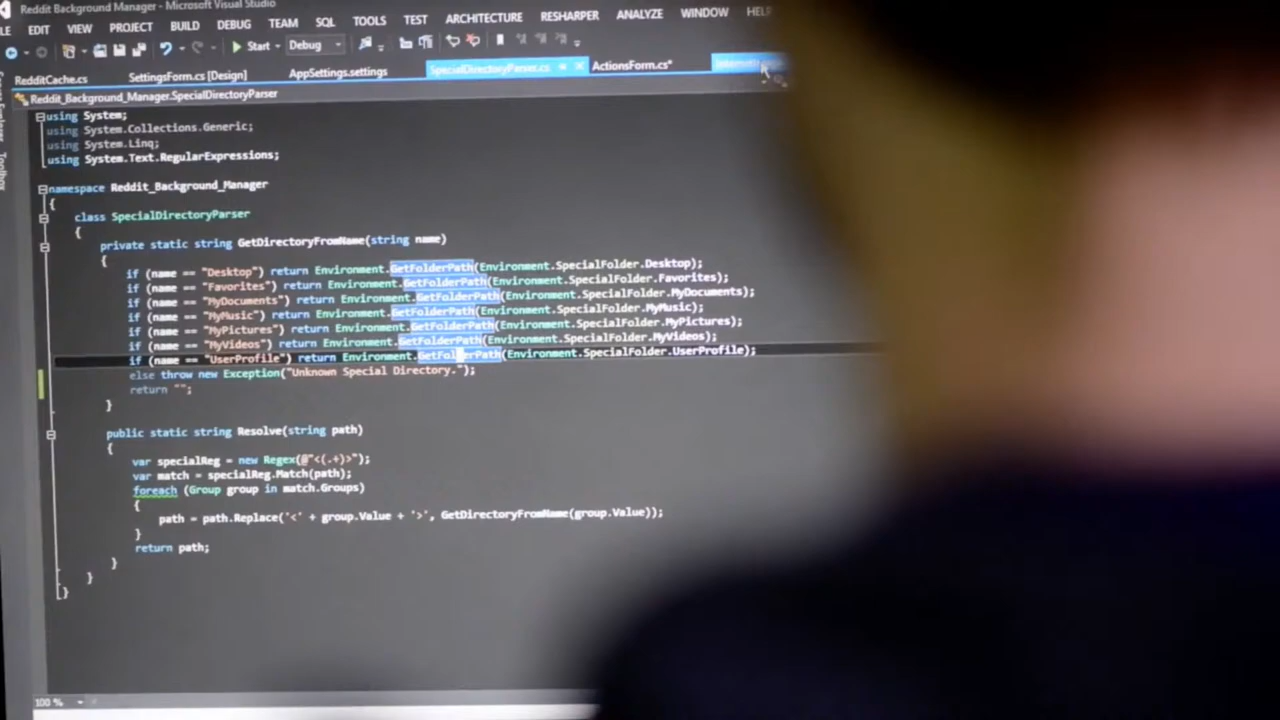 Reddit Background Manager - Microsoft Visual Studio
EDIT VIEW PROJECT BUILD DEBUG TEAM SQL TOOLS TEST ARCHITECTURE RESHARPER ANALYZE WINDOW HELP
Start Debug
RedditCache.cs SettingsForm.cs [Design] AppSettings.settings SpecialDirectoryParser.cs ActionsForm.cs*
Reddit_Background_Manager.SpecialDirectoryParser
Toolbox
using System;
using System.Collections.Generic;
using System.Linq;
using System.Text.RegularExpressions;
namespace Reddit_Background_Manager
{
class SpecialDirectoryParser
{
private static string GetDirectoryFromName(string name)
{
if (name == "Desktop") return Environment.GetFolderPath(Environment.SpecialFolder.Desktop);
if (name == "Favorites") return Environment.GetFolderPath(Environment.SpecialFolder.Favorites);
if (name == "MyDocuments") return Environment.GetFolderPath(Environment.SpecialFolder.MyDocuments);
if (name == "MyMusic") return Environment.GetFolderPath(Environment.SpecialFolder.MyMusic);
if (name == "MyPictures") return Environment.GetFolderPath(Environment.SpecialFolder.MyPictures);
if (name == "MyVideos") return Environment.GetFolderPath(Environment.SpecialFolder.MyVideos);
if (name == "UserProfile") return Environment.GetFolderPath(Environment.SpecialFolder.UserProfile);
else throw new Exception("Unknown Special Directory.");
return "";
}
public static string Resolve(string path)
{
var specialReg = new Regex(@"<(.+)>");
var match = specialReg.Match(path);
foreach (Group group in match.Groups)
{
path = path.Replace('<' + group.Value + '>', GetDirectoryFromName(group.Value));
}
return path;
}
}
}
100 %